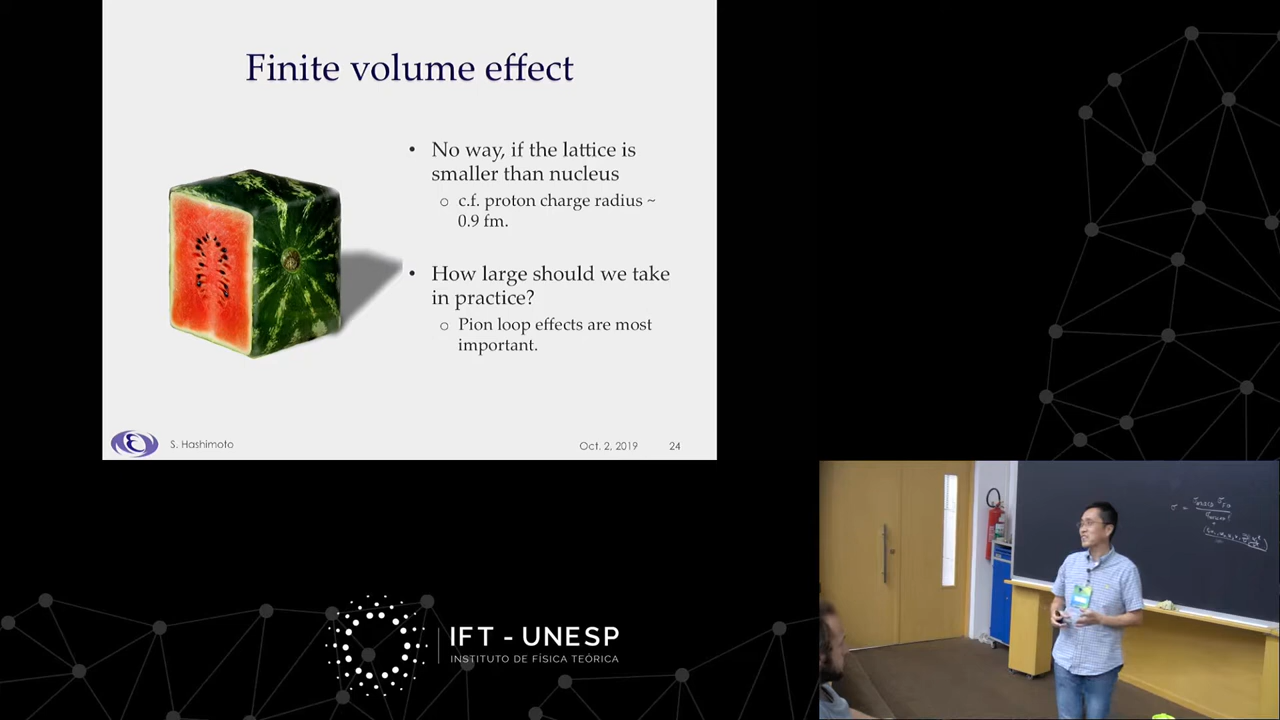 Finite volume effect
• No way, if the lattice is
smaller than nucleus
o c.f. proton charge radius ~
0.9 fm.
• How large should we take
in practice?
o Pion loop effects are most
important.
S. Hashimoto
Oct. 2, 2019
24
IFT - UNESP
INSTITUTO DE FÍSICA TEÓRICA